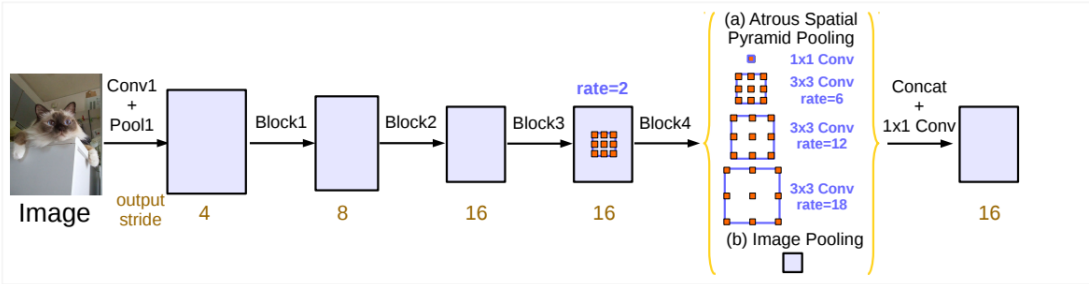 Image
Conv1
+
Pool1
output
stride
4
Block1
8
Block2
16
Block3
rate=2
16
Block4
(a) Atrous Spatial
Pyramid Pooling
1x1 Conv
3x3 Conv
rate=6
3x3 Conv
rate=12
3x3 Conv
rate=18
(b) Image Pooling
Concat
+
1x1 Conv
16